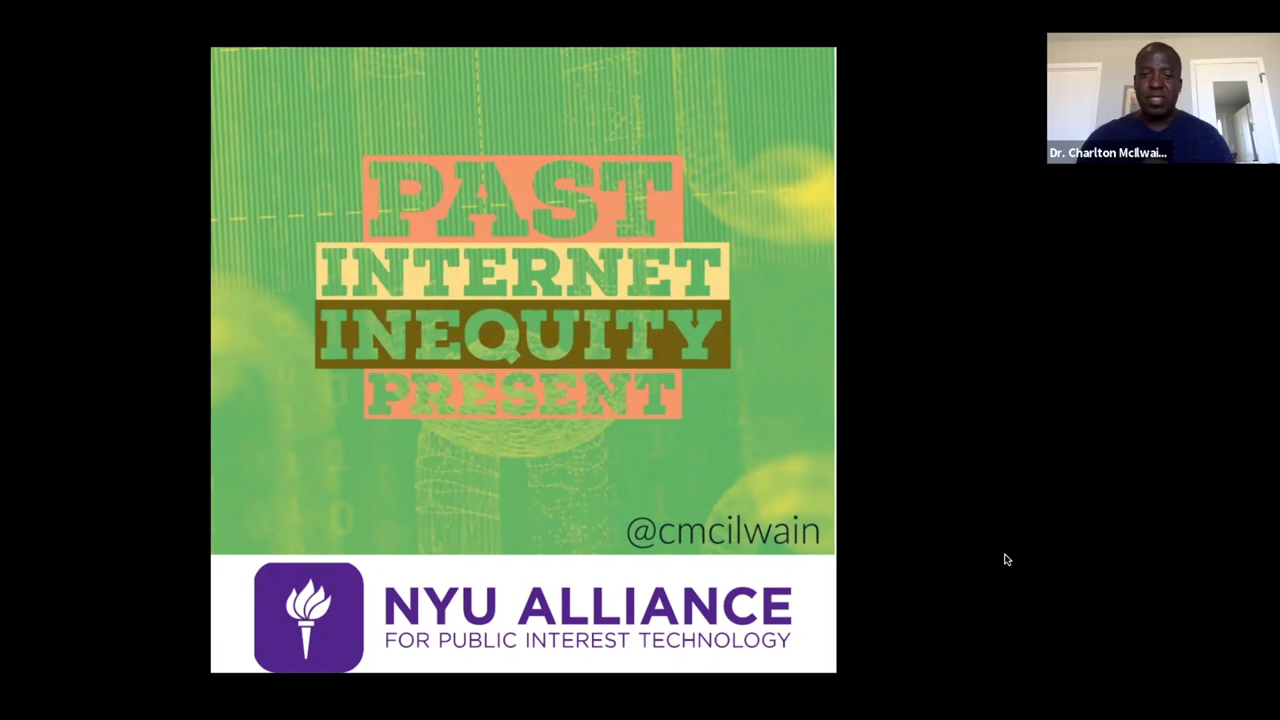 PAST
INTERNET
INEQUITY
PRESENT
@cmcilwain
NYU ALLIANCE
FOR PUBLIC INTEREST TECHNOLOGY
Dr. Charlton McIlwai...